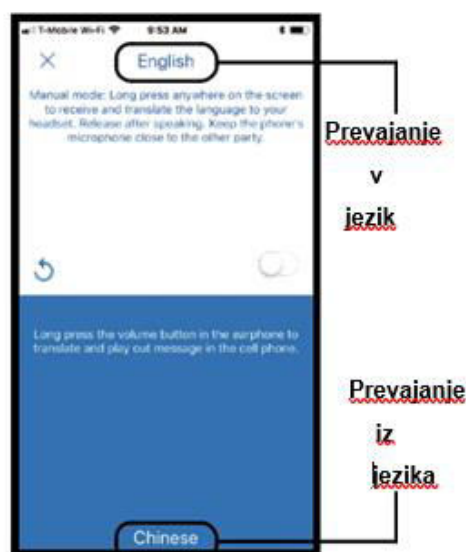 T-Mobile Wi-Fi 9:53 AM
English
Manual mode: Long press anywhere on the screen
to receive and translate the language to your
headset. Release after speaking. Keep the phone's
microphone close to the other party.
Prevajanje
v
jezik
Long press the volume button in the earphone to
translate and play out message in the cell phone.
Prevajanje
iz
jezika
Chinese